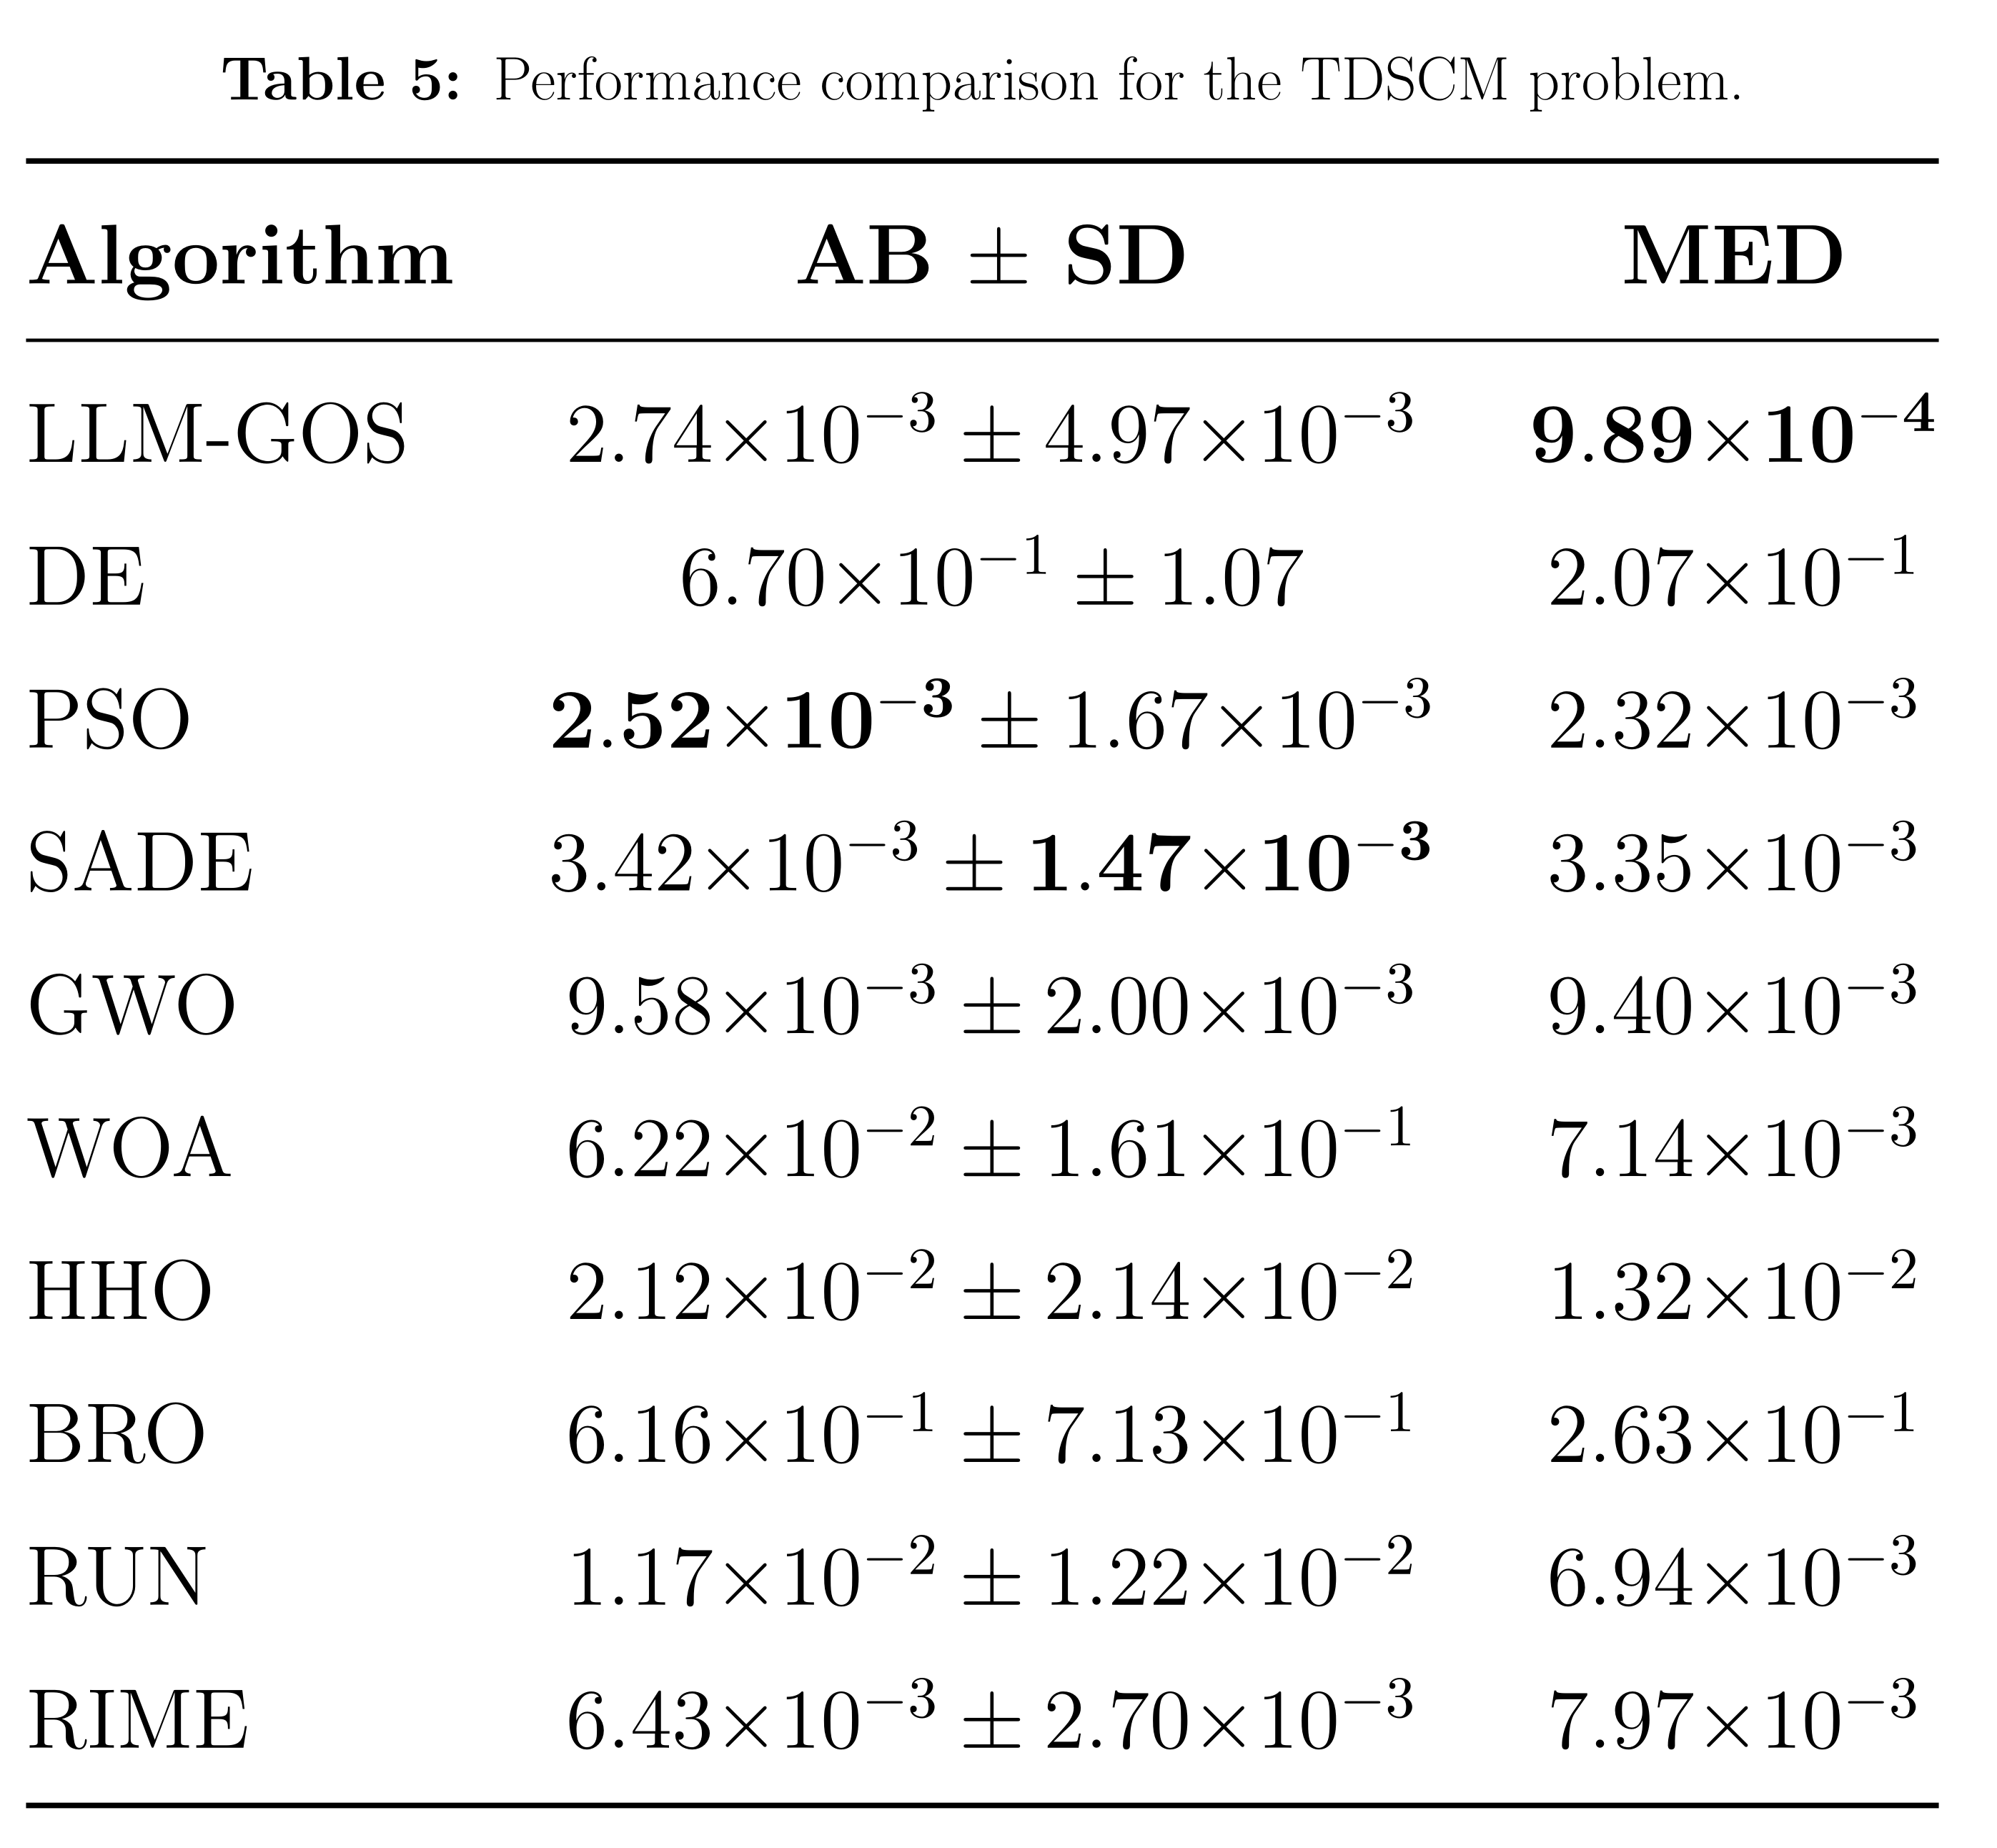 Table 5: Performance comparison for the TDSCM problem.
Algorithm AB ± SD MED
LLM-GOS 2.74×10⁻³ ± 4.97×10⁻³ 9.89×10⁻⁴
DE 6.70×10⁻¹ ± 1.07 2.07×10⁻¹
PSO 2.52×10⁻³ ± 1.67×10⁻³ 2.32×10⁻³
SADE 3.42×10⁻³ ± 1.47×10⁻³ 3.35×10⁻³
GWO 9.58×10⁻³ ± 2.00×10⁻³ 9.40×10⁻³
WOA 6.22×10⁻² ± 1.61×10⁻¹ 7.14×10⁻³
HHO 2.12×10⁻² ± 2.14×10⁻² 1.32×10⁻²
BRO 6.16×10⁻¹ ± 7.13×10⁻¹ 2.63×10⁻¹
RUN 1.17×10⁻² ± 1.22×10⁻² 6.94×10⁻³
RIME 6.43×10⁻³ ± 2.70×10⁻³ 7.97×10⁻³